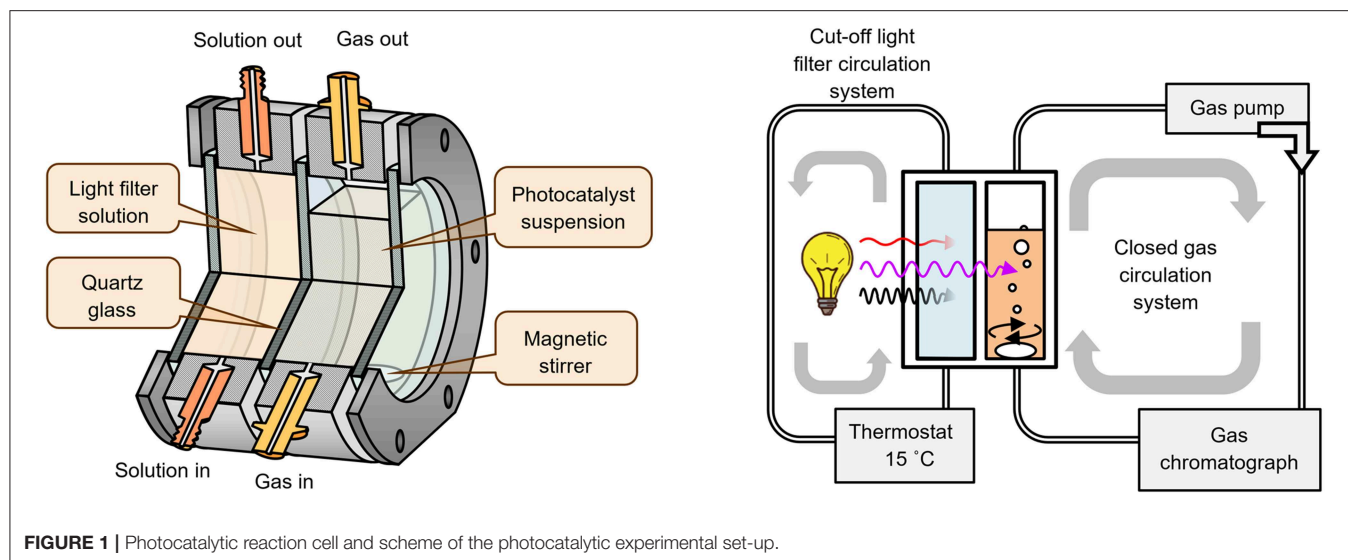 Solution out
Gas out
Light filter
solution
Photocatalyst
suspension
Quartz
glass
Magnetic
stirrer
Solution in
Gas in
Cut-off light
filter circulation
system
Gas pump
Closed gas
circulation
system
Thermostat
15 ˚C
Gas
chromatograph
FIGURE 1 | Photocatalytic reaction cell and scheme of the photocatalytic experimental set-up.